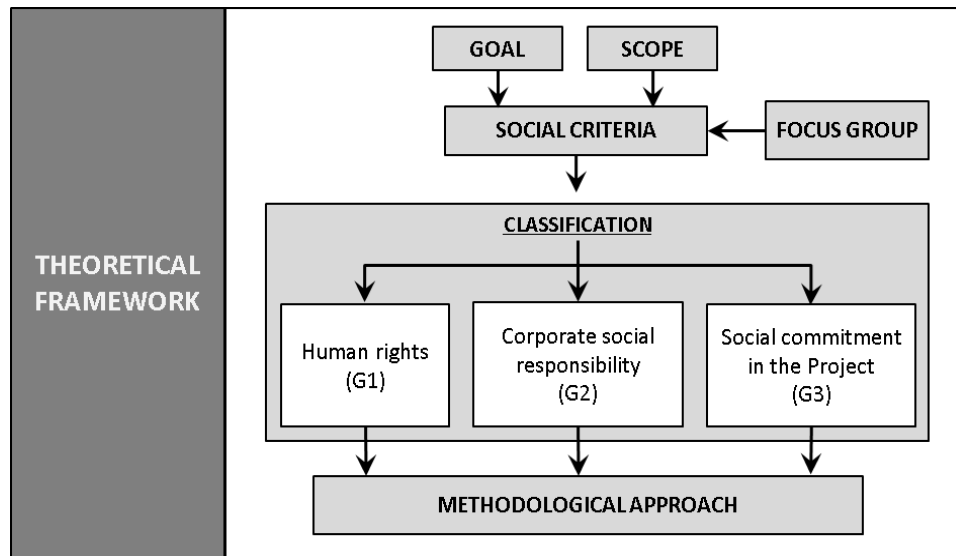 THEORETICAL
FRAMEWORK
GOAL
SCOPE
SOCIAL CRITERIA
FOCUS GROUP
CLASSIFICATION
Human rights
(G1)
Corporate social
responsibility
(G2)
Social commitment
in the Project
(G3)
METHODOLOGICAL APPROACH